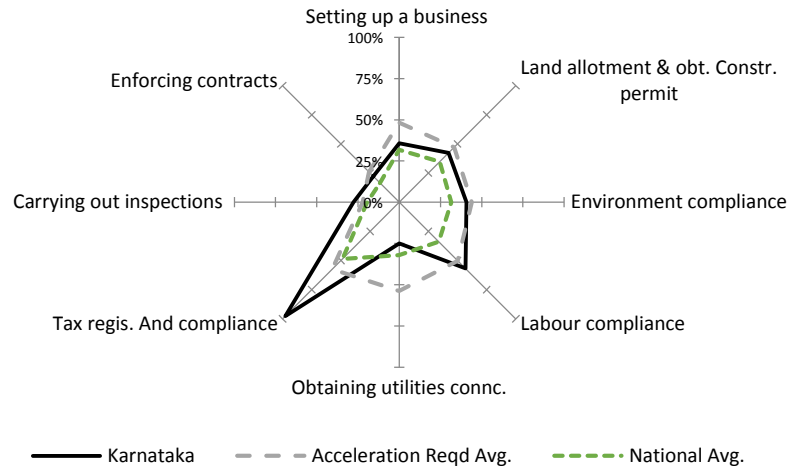 Setting up a business
100%
75%
50%
25%
0%
Land allotment & obt. Constr.
permit
Environment compliance
Labour compliance
Obtaining utilities connc.
Tax regis. And compliance
Carrying out inspections
Enforcing contracts
Karnataka
Acceleration Reqd Avg.
National Avg.